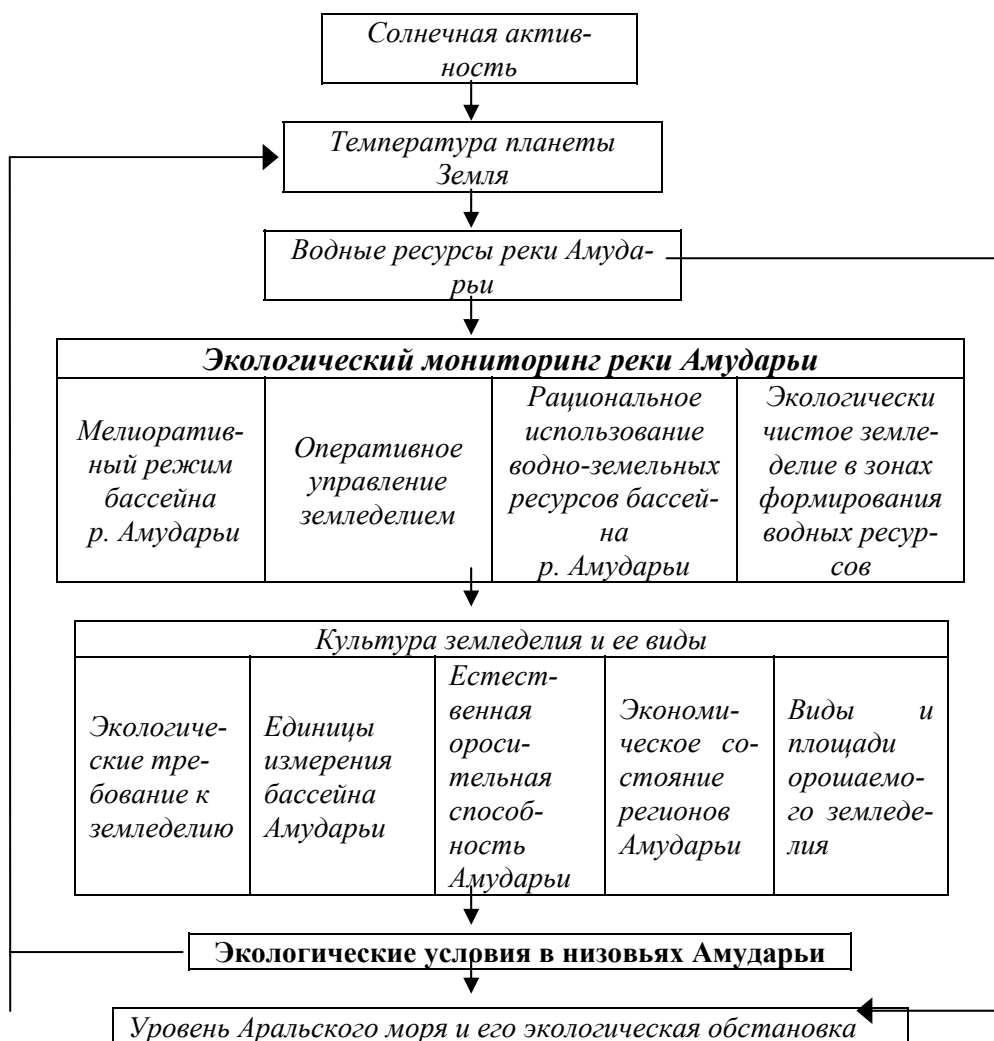 Солнечная актив-
ность
Температура планеты
Земля
Водные ресурсы реки Амуда-
рьи
Экологический мониторинг реки Амударьи
Мелиоратив-
ный режим
бассейна
р. Амударьи
Оперативное
управление
земледелием
Рациональное
использование
водно-земельных
ресурсов бассей-
на
р. Амударьи
Экологически
чистое земле-
делие в зонах
формирования
водных ресур-
сов
Культура земледелия и ее виды
Экологиче-
ские тре-
бование к
земледелию
Единицы
измерения
бассейна
Амударьи
Естест-
венная
ороси-
тельная
способ-
ность
Амударьи
Экономи-
ческое со-
стояние
регионов
Амударьи
Виды и
площади
орошаемо-
го земледе-
лия
Экологические условия в низовьях Амударьи
Уровень Аральского моря и его экологическая обстановка